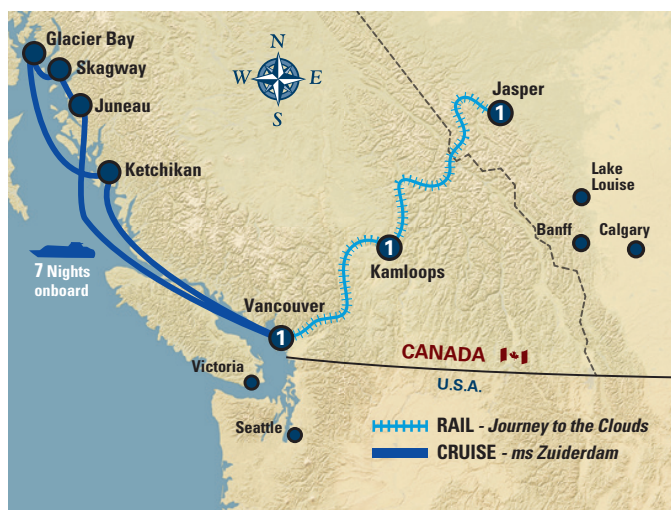 Glacier Bay
Skagway
Juneau
Ketchikan
N
W E
S
Jasper
1
Lake
Louise
Banff
Calgary
1
Kamloops
7 Nights
onboard
Vancouver
1
Victoria
Seattle
CANADA
U.S.A.
RAIL - Journey to the Clouds
CRUISE - ms Zuiderdam